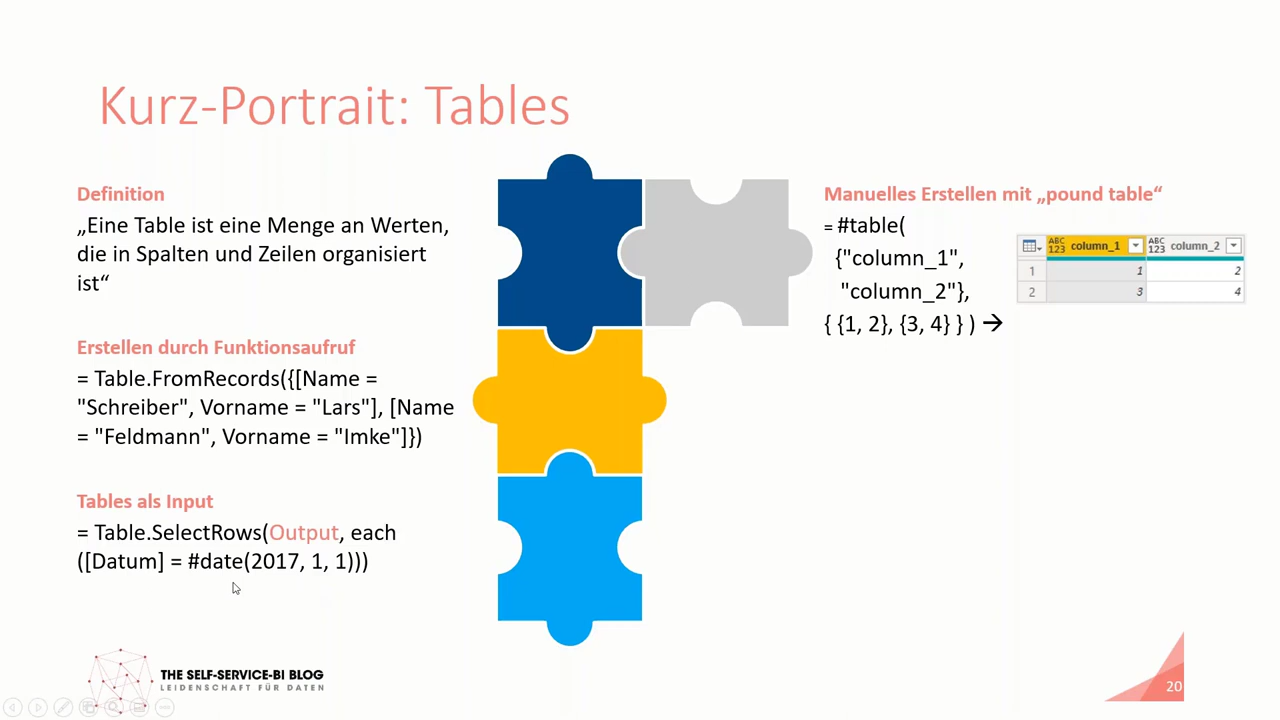 Kurz-Portrait: Tables
Definition
„Eine Table ist eine Menge an Werten,
die in Spalten und Zeilen organisiert
ist“
Erstellen durch Funktionsaufruf
= Table.FromRecords({[Name =
"Schreiber", Vorname = "Lars"], [Name
= "Feldmann", Vorname = "Imke"]})
Tables als Input
= Table.SelectRows(Output, each
([Datum] = #date(2017, 1, 1)))
Manuelles Erstellen mit „pound table“
= #table(
{"column_1",
"column_2"},
{ {1, 2}, {3, 4} } ) →
ABC 123 column_1 ABC 123 column_2
1 1 2
2 3 4
THE SELF-SERVICE-BI BLOG
LEIDENSCHAFT FÜR DATEN
20